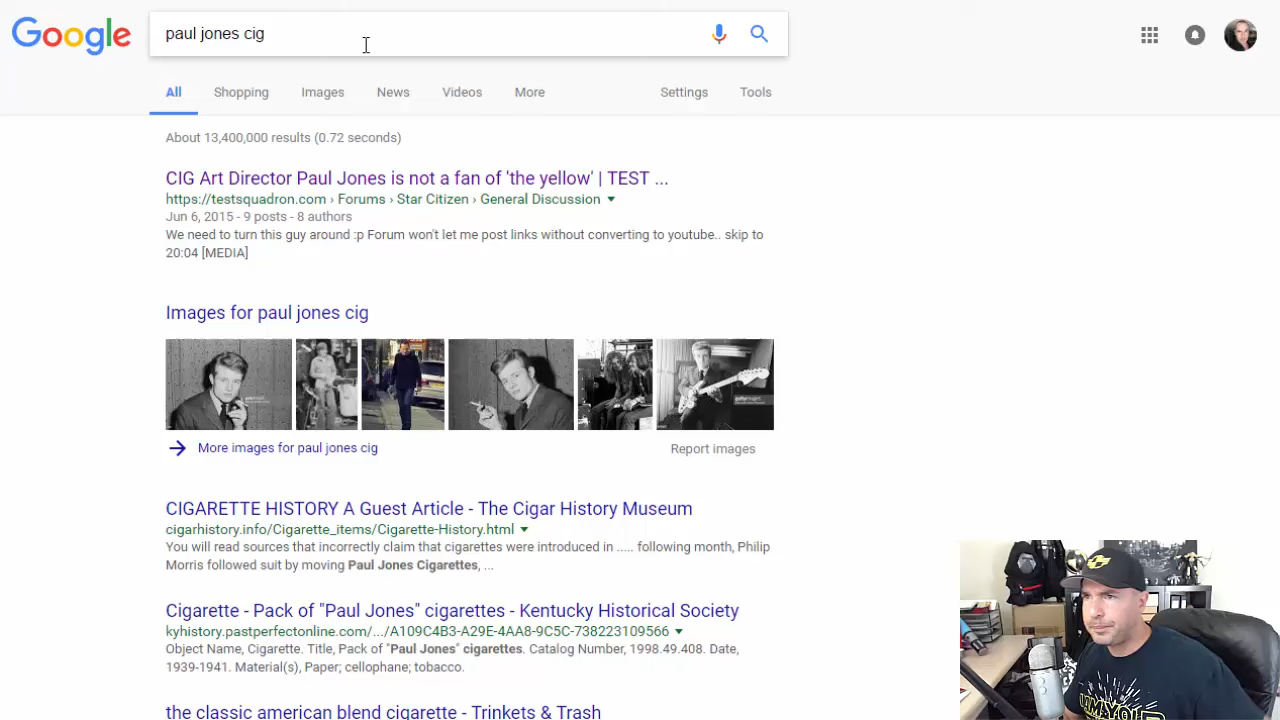 Google
paul jones cig
All Shopping Images News Videos More Settings Tools
About 13,400,000 results (0.72 seconds)
CIG Art Director Paul Jones is not a fan of 'the yellow' | TEST ...
https://testsquadron.com › Forums › Star Citizen › General Discussion
Jun 6, 2015 - 9 posts - 8 authors
We need to turn this guy around :p Forum won't let me post links without converting to youtube.. skip to
20:04 [MEDIA]
Images for paul jones cig
More images for paul jones cig
Report images
CIGARETTE HISTORY A Guest Article - The Cigar History Museum
cigarhistory.info/Cigarette_items/Cigarette-History.html
You will read sources that incorrectly claim that cigarettes were introduced in ..... following month, Philip
Morris followed suit by moving Paul Jones Cigarettes, ...
Cigarette - Pack of "Paul Jones" cigarettes - Kentucky Historical Society
kyhistory.pastperfectonline.com/.../A109C4B3-A29E-4AA8-9C5C-738223109566
Object Name, Cigarette. Title, Pack of "Paul Jones" cigarettes. Catalog Number, 1998.49.408. Date,
1939-1941. Material(s), Paper; cellophane; tobacco.
the classic american blend cigarette - Trinkets & Trash